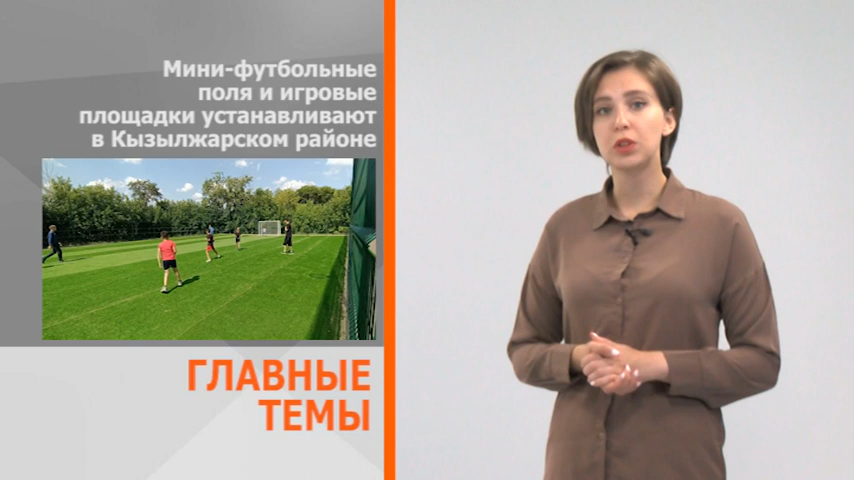 Мини-футбольные
поля и игровые
площадки устанавливают
в Кызылжарском районе
ГЛАВНЫЕ
ТЕМЫ